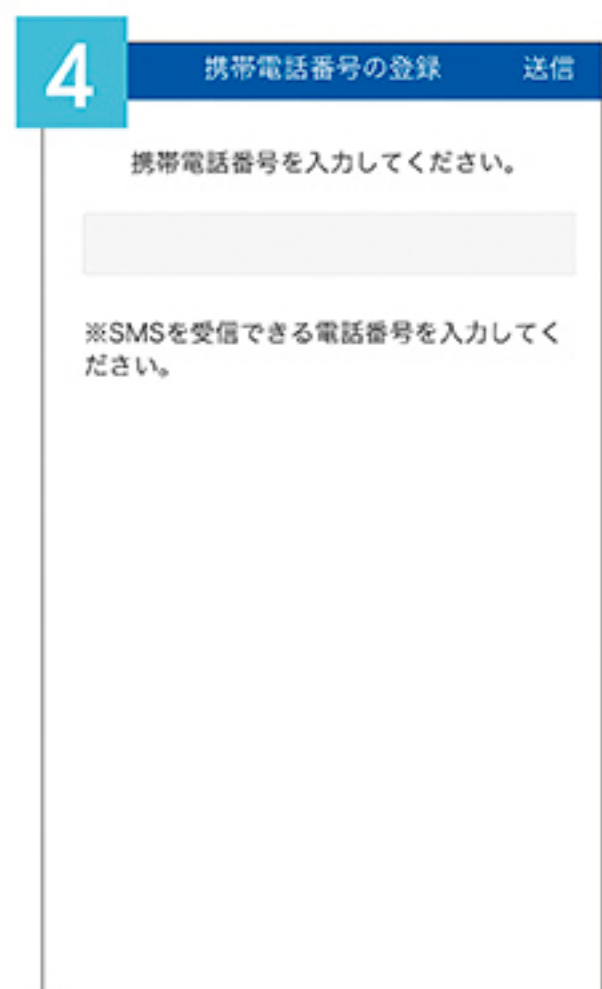 4
携帯電話番号の登録 送信
携帯電話番号を入力してください。
※SMSを受信できる電話番号を入力してく
ださい。